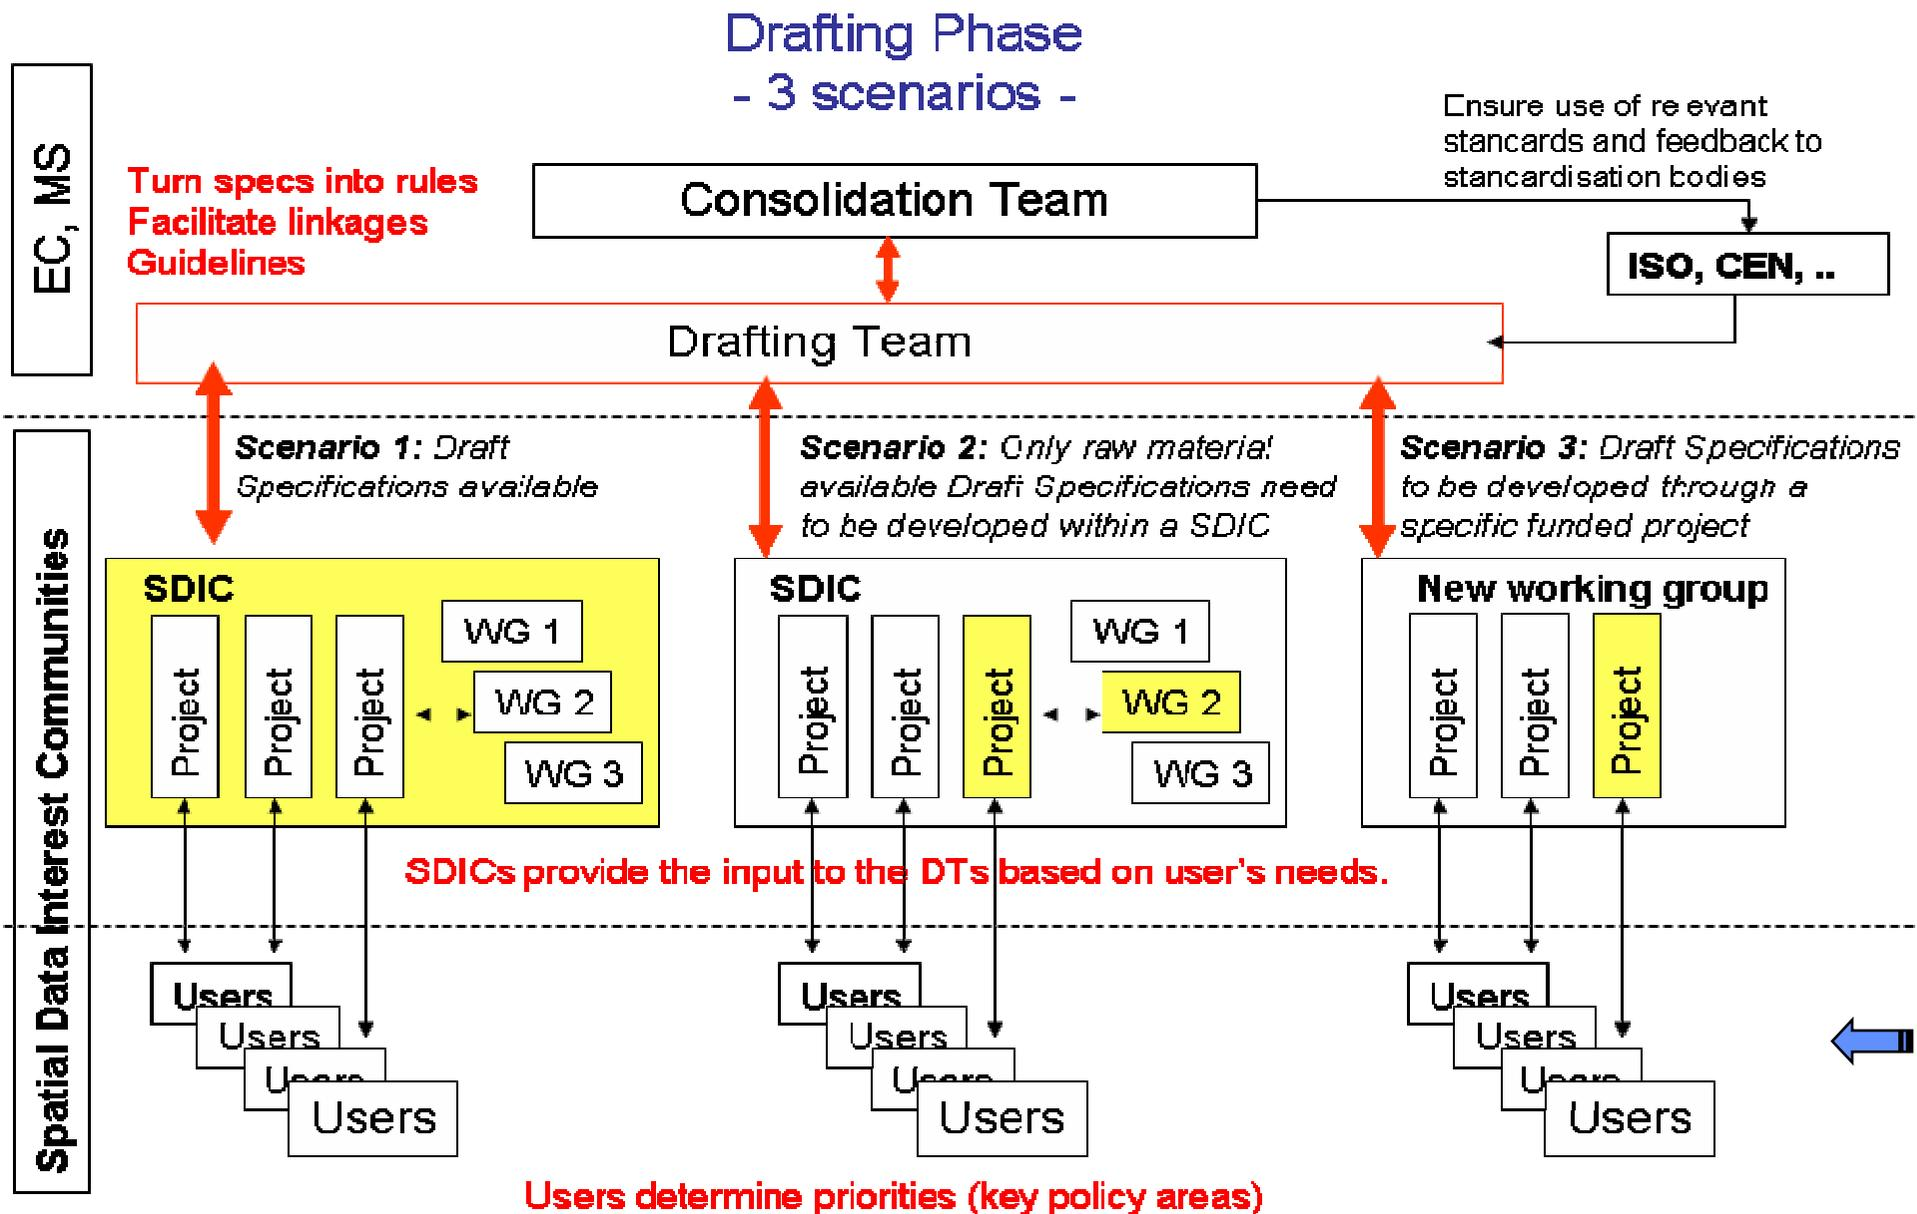 Drafting Phase
- 3 scenarios -
EC, MS
Turn specs into rules
Facilitate linkages
Guidelines
Consolidation Team
Ensure use of re evant
stancards and feedback to
stancardisation bodies
ISO, CEN, ..
Drafting Team
Spatial Data Interest Communities
Scenario 1: Draft
Specifications available
Scenario 2: Only raw material
available Draft Specifications need
to be developed within a SDIC
Scenario 3: Draft Specifications
to be developed through a
specific funded project
SDIC
Project
Project
Project
WG 1
WG 2
WG 3
SDIC
Project
Project
Project
WG 1
WG 2
WG 3
New working group
Project
Project
Project
SDICs provide the input to the DTs based on user's needs.
Users
Users
Users
Users
Users
Users
Users
Users
Users
Users
Users
Users
Users determine priorities (key policy areas)